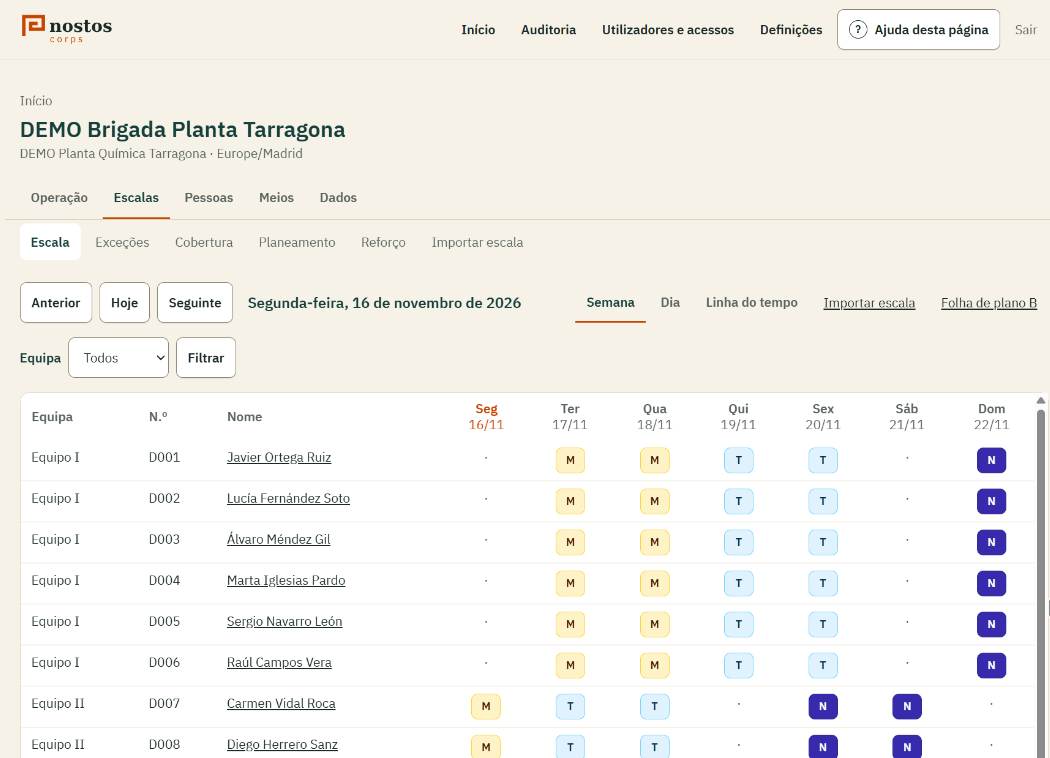 nostos
corps
Início Auditoria Utilizadores e acessos Definições ? Ajuda desta página Sair
Início
DEMO Brigada Planta Tarragona
DEMO Planta Química Tarragona · Europe/Madrid
Operação Escalas Pessoas Meios Dados
Escala Exceções Cobertura Planeamento Reforço Importar escala
Anterior Hoje Seguinte Segunda-feira, 16 de novembro de 2026 Semana Dia Linha do tempo Importar escala Folha de plano B
Equipa Todos Filtrar
Equipa N.º Nome Seg 16/11 Ter 17/11 Qua 18/11 Qui 19/11 Sex 20/11 Sáb 21/11 Dom 22/11
Equipo I D001 Javier Ortega Ruiz · M M T T · N
Equipo I D002 Lucía Fernández Soto · M M T T · N
Equipo I D003 Álvaro Méndez Gil · M M T T · N
Equipo I D004 Marta Iglesias Pardo · M M T T · N
Equipo I D005 Sergio Navarro León · M M T T · N
Equipo I D006 Raúl Campos Vera · M M T T · N
Equipo II D007 Carmen Vidal Roca M T T · N N ·
Equipo II D008 Diego Herrero Sanz M T T · N N ·